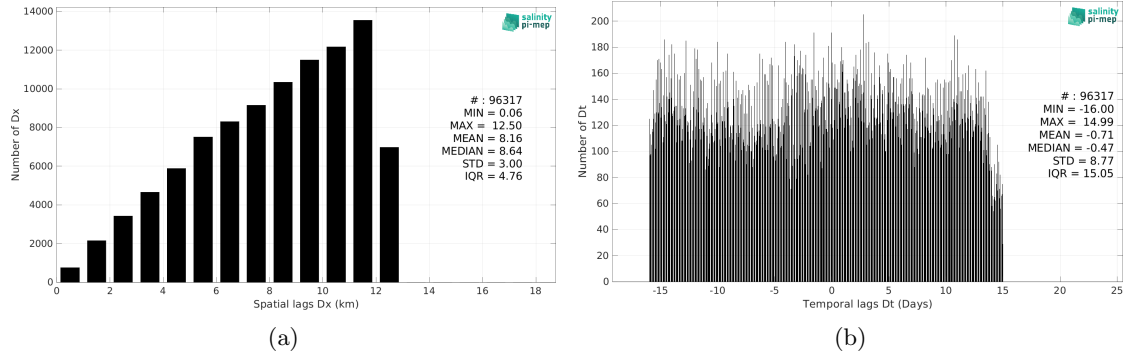 14000
12000
10000
8000
6000
4000
2000
0
Number of Dx
0 2 4 6 8 10 12 14 16 18
Spatial lags Dx (km)
salinity
pi-mep
# : 96317
MIN = 0.06
MAX = 12.50
MEAN = 8.16
MEDIAN = 8.64
STD = 3.00
IQR = 4.76
(a)
200
180
160
140
120
100
80
60
40
20
0
Number of Dt
-15 -10 -5 0 5 10 15 20 25
Temporal lags Dt (Days)
salinity
pi-mep
# : 96317
MIN = -16.00
MAX = 14.99
MEAN = -0.71
MEDIAN = -0.47
STD = 8.77
IQR = 15.05
(b)